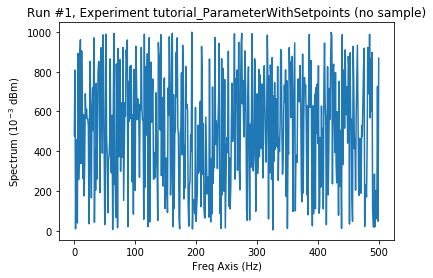 Run #1, Experiment tutorial_ParameterWithSetpoints (no sample)
1000
800
600
400
200
0
Spectrum (10⁻³ dBm)
0 100 200 300 400 500
Freq Axis (Hz)